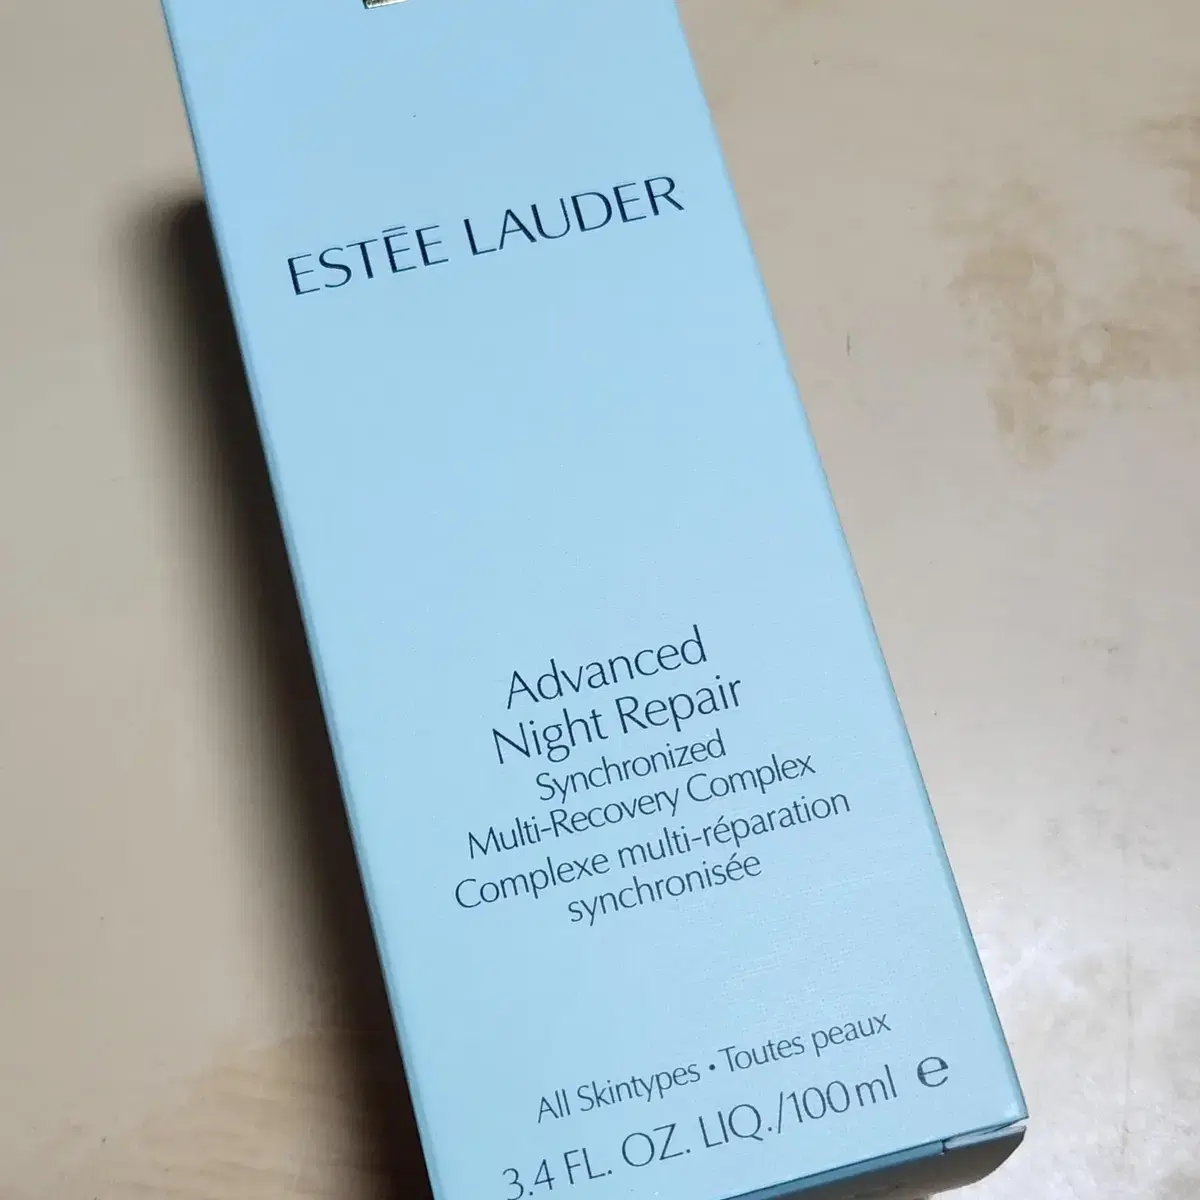 ESTĒE LAUDER
Advanced
Night Repair
Synchronized
Multi-Recovery Complex
Complexe multi-réparation
synchronisée
All Skintypes • Toutes peaux
3.4 FL. OZ. LIQ./100 ml ℮